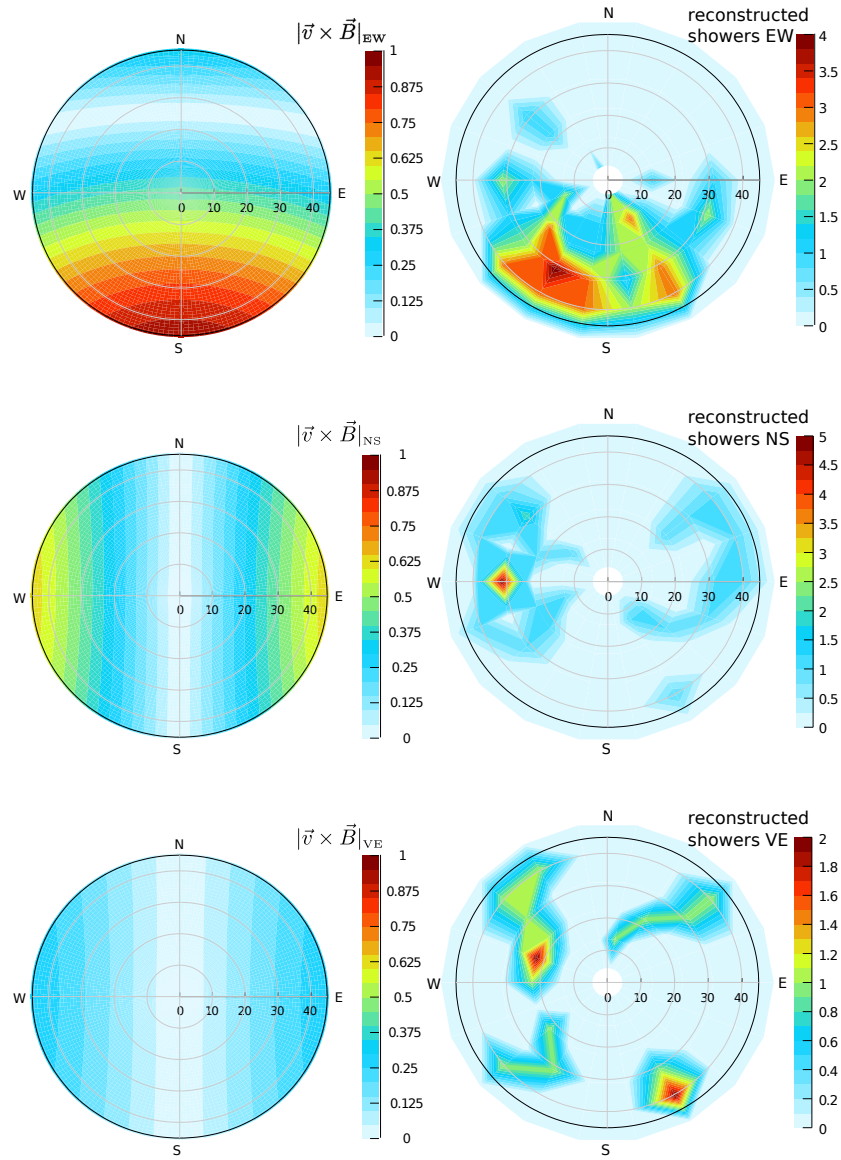 |v⃗ × B⃗|EW
1
0.875
0.75
0.625
0.5
0.375
0.25
0.125
0
N
W
E
S
0 10 20 30 40
reconstructed
showers EW
4
3.5
3
2.5
2
1.5
1
0.5
0
N
W
E
S
0 10 20 30 40
|v⃗ × B⃗|NS
1
0.875
0.75
0.625
0.5
0.375
0.25
0.125
0
N
W
E
S
0 10 20 30 40
reconstructed
showers NS
5
4.5
4
3.5
3
2.5
2
1.5
1
0.5
0
N
W
E
S
0 10 20 30 40
|v⃗ × B⃗|VE
1
0.875
0.75
0.625
0.5
0.375
0.25
0.125
0
N
W
E
S
0 10 20 30 40
reconstructed
showers VE
2
1.8
1.6
1.4
1.2
1
0.8
0.6
0.4
0.2
0
N
W
E
S
0 10 20 30 40